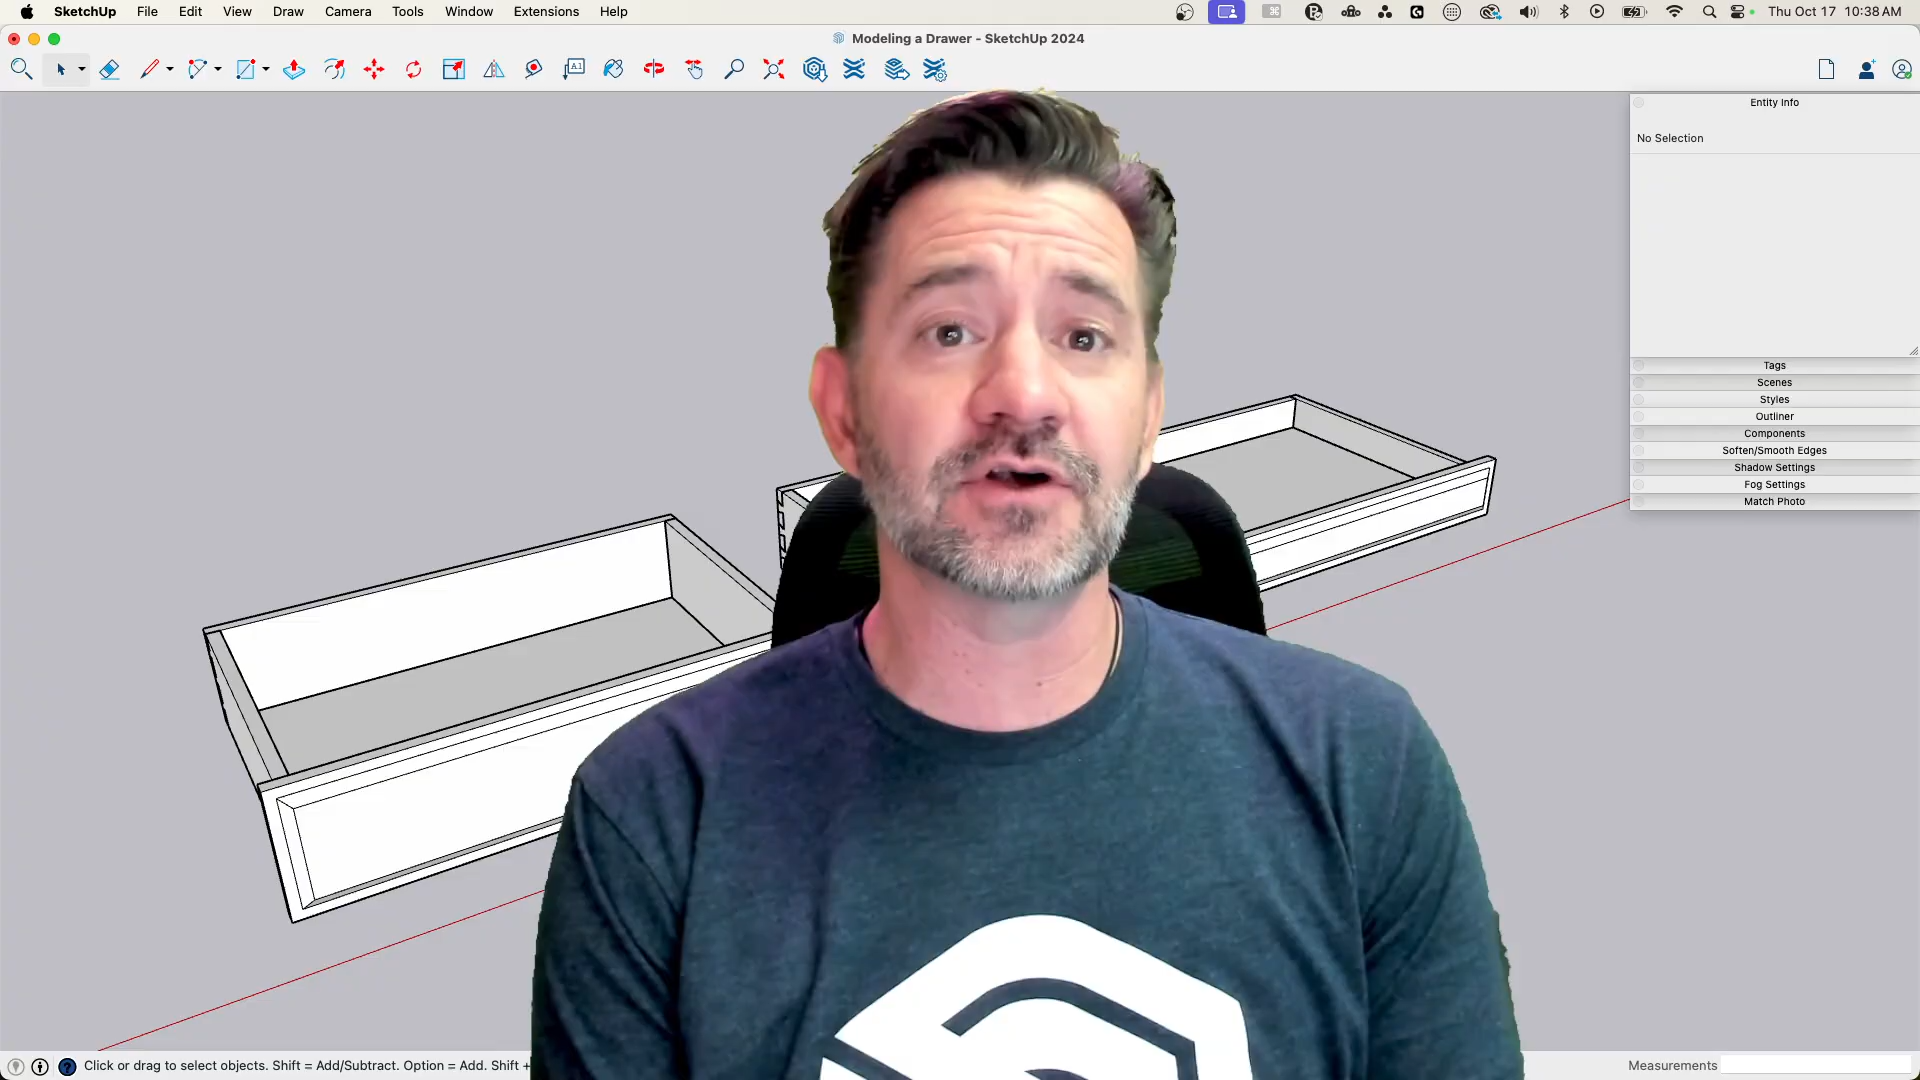 SketchUp File Edit View Draw Camera Tools Window Extensions Help Thu Oct 17 10:38 AM
Modeling a Drawer - SketchUp 2024
A1
Entity Info
No Selection
Tags
Scenes
Styles
Outliner
Components
Soften/Smooth Edges
Shadow Settings
Fog Settings
Match Photo
Click or drag to select objects. Shift = Add/Subtract. Option = Add. Shift +
Measurements